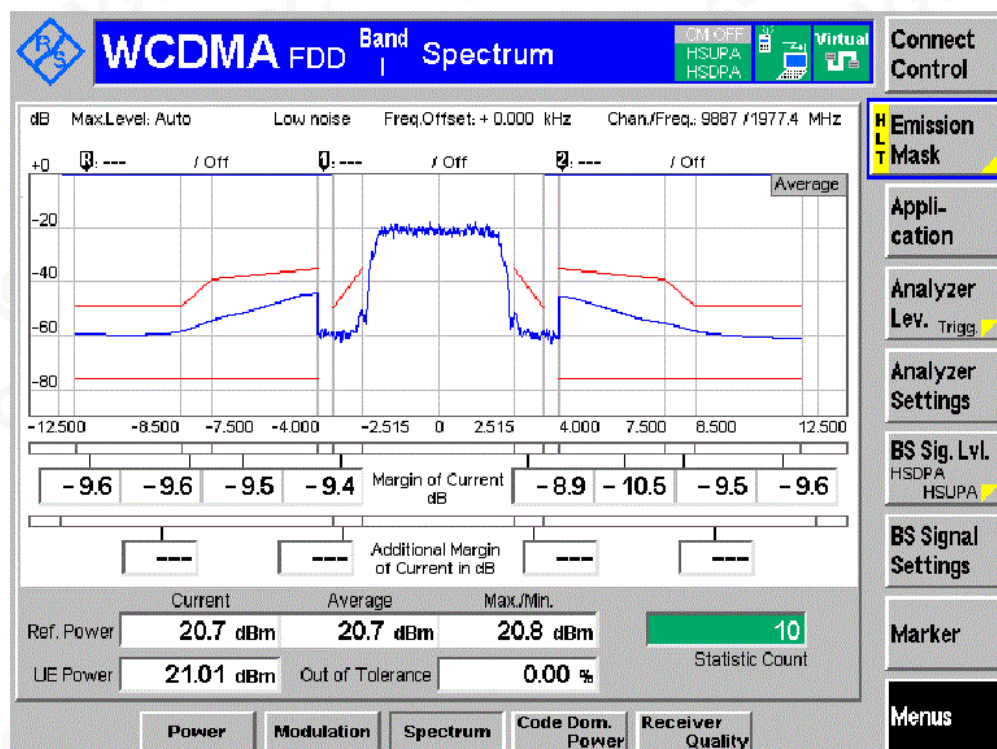 R&S
WCDMA FDD Band I Spectrum
CM OFF
HSUPA
HSDPA
Virtual
Connect Control
dB Max.Level: Auto Low noise Freq.Offset: + 0.000 kHz Chan./Freq.: 9887 / 1977.4 MHz
HLT
Emission Mask
R: --- / Off 1: --- / Off 2: --- / Off
+0
Average
-20
-40
-60
-80
Appli-
cation
Analyzer
Lev. Trigg.
Analyzer
Settings
-12.500 -8.500 -7.500 -4.000 -2.515 0 2.515 4.000 7.500 8.500 12.500
BS Sig. Lvl.
HSDPA
HSUPA
-9.6 -9.6 -9.5 -9.4 Margin of Current dB -8.9 -10.5 -9.5 -9.6
--- --- Additional Margin of Current in dB --- ---
BS Signal
Settings
Current Average Max./Min.
Ref. Power 20.7 dBm 20.7 dBm 20.8 dBm
10
Statistic Count
UE Power 21.01 dBm Out of Tolerance 0.00 %
Marker
Menus
Power Modulation Spectrum Code Dom. Power Receiver Quality